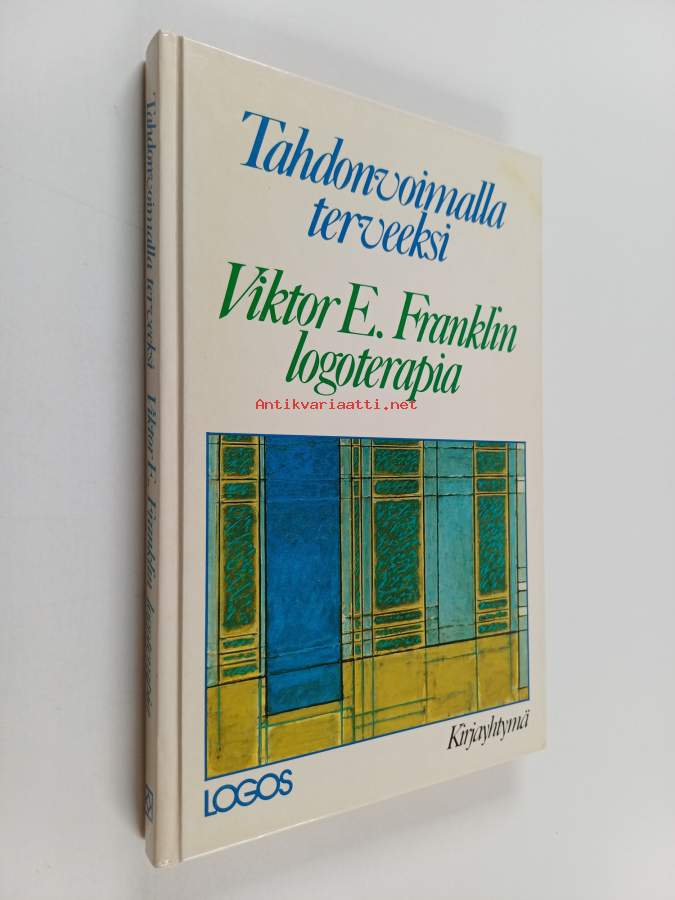 Tahdonvoimalla
terveeksi
Viktor E. Franklin
logoterapia
Antikvariaatti.net
Kirjayhtymä
LOGOS
Tahdonvoimalla terveeksi Viktor E. Franklin logoterapia